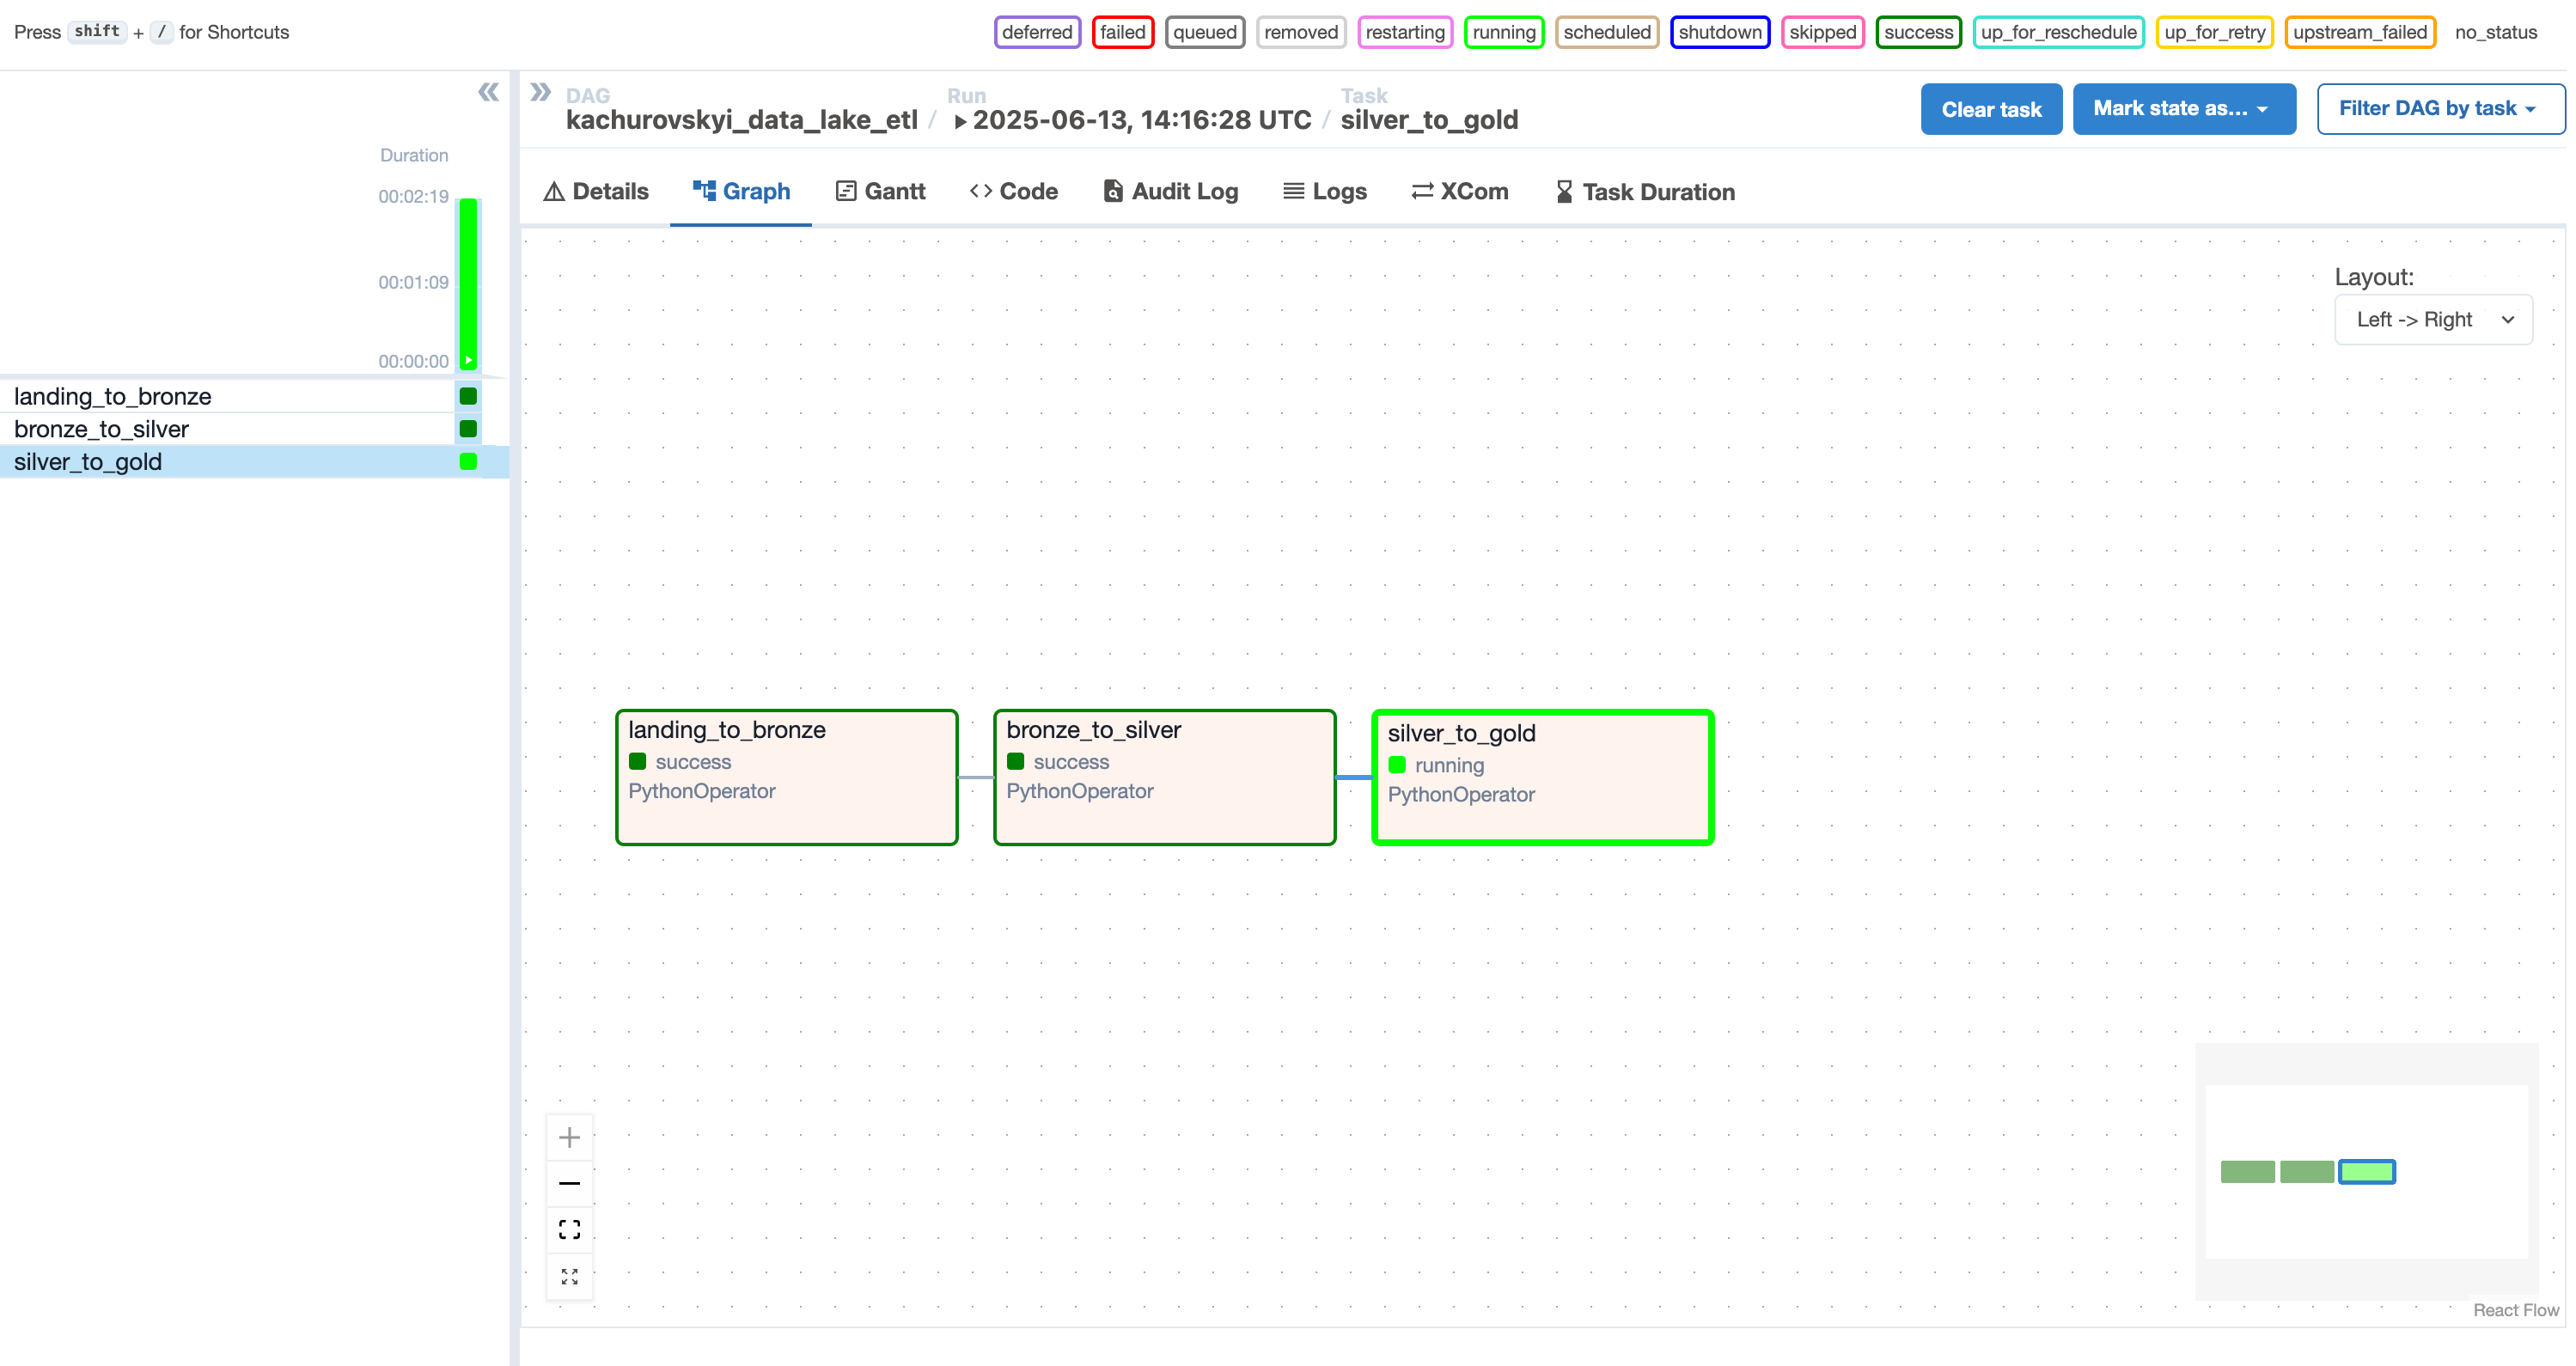 Press shift + / for Shortcuts
deferred failed queued removed restarting running scheduled shutdown skipped success up_for_reschedule up_for_retry upstream_failed no_status
DAG
kachurovskyi_data_lake_etl
/
Run
2025-06-13, 14:16:28 UTC
/
Task
silver_to_gold
Clear task
Mark state as...
Filter DAG by task
Details
Graph
Gantt
Code
Audit Log
Logs
XCom
Task Duration
Duration
00:02:19
00:01:09
00:00:00
landing_to_bronze
bronze_to_silver
silver_to_gold
Layout:
Left -> Right
landing_to_bronze
success
PythonOperator
bronze_to_silver
success
PythonOperator
silver_to_gold
running
PythonOperator
React Flow